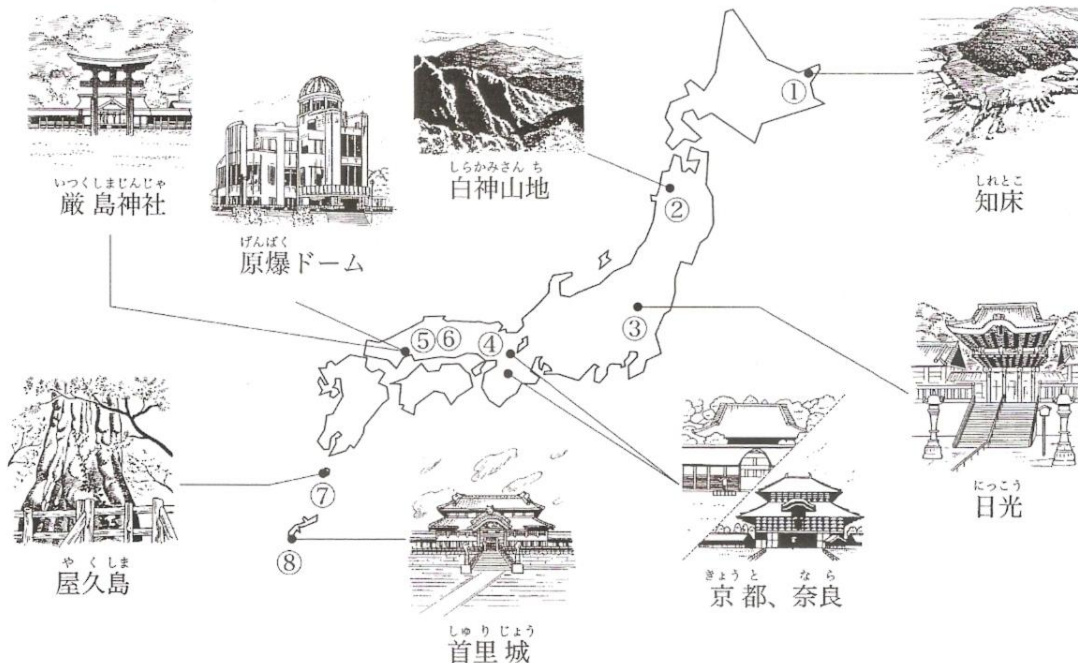 いつくしまじんじゃ
厳島神社
げんばく
原爆ドーム
しらかみさんち
白神山地
しれとこ
知床
①
②
③
④
⑤⑥
⑦
⑧
にっこう
日光
やくしま
屋久島
しゅりじょう
首里城
きょうと なら
京都、奈良